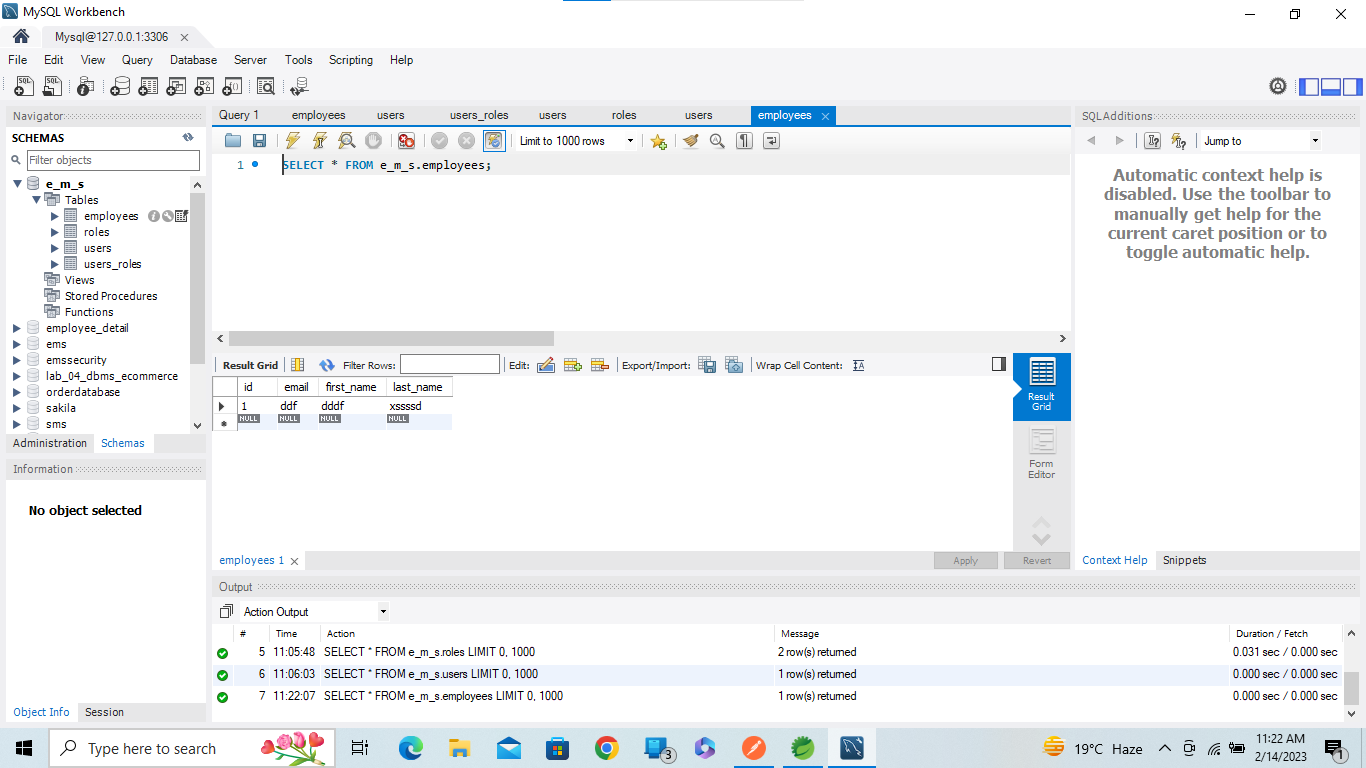 MySQL Workbench
Mysql@127.0.0.1:3306
File Edit View Query Database Server Tools Scripting Help
Navigator
SCHEMAS
Filter objects
e_m_s
Tables
employees
roles
users
users_roles
Views
Stored Procedures
Functions
employee_detail
ems
emssecurity
lab_04_dbms_ecommerce
orderdatabase
sakila
sms
Administration Schemas
Information
No object selected
Object Info Session
Query 1 employees users users_roles users roles users employees
Limit to 1000 rows
1 SELECT * FROM e_m_s.employees;
Result Grid Filter Rows: Edit: Export/Import: Wrap Cell Content:
id email first_name last_name
1 ddf dddf xssssd
NULL NULL NULL NULL
Result
Grid
Form
Editor
employees 1 Apply Revert
SQLAdditions
Jump to
Automatic context help is
disabled. Use the toolbar to
manually get help for the
current caret position or to
toggle automatic help.
Context Help Snippets
Output
Action Output
# Time Action Message Duration / Fetch
5 11:05:48 SELECT * FROM e_m_s.roles LIMIT 0, 1000 2 row(s) returned 0.031 sec / 0.000 sec
6 11:06:03 SELECT * FROM e_m_s.users LIMIT 0, 1000 1 row(s) returned 0.000 sec / 0.000 sec
7 11:22:07 SELECT * FROM e_m_s.employees LIMIT 0, 1000 1 row(s) returned 0.000 sec / 0.000 sec
Type here to search
3
19°C Haze
11:22 AM
2/14/2023
1